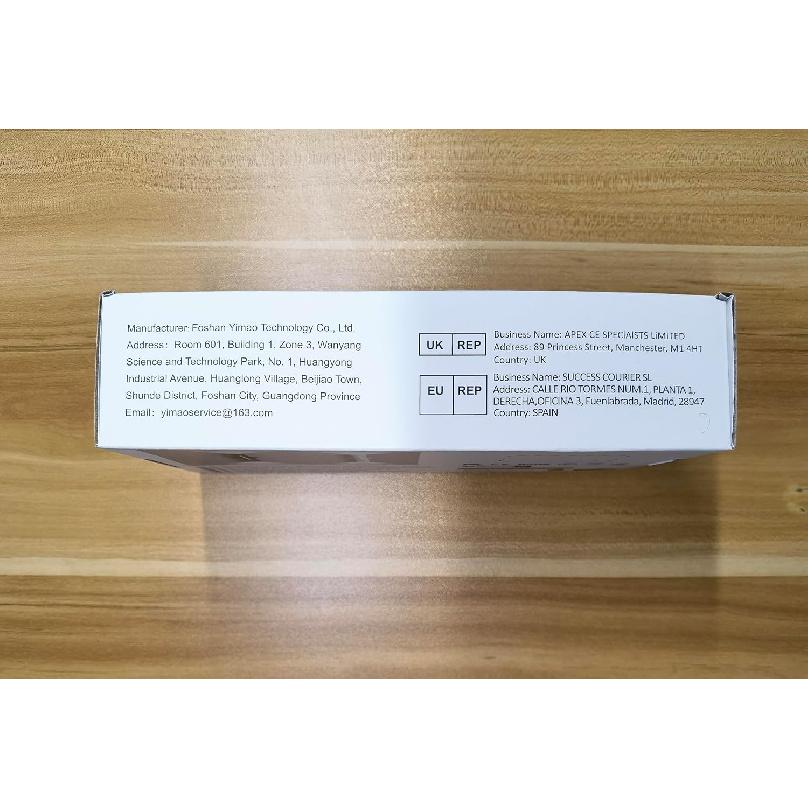 Manufacturer: Foshan Yimao Technology Co., Ltd.
Address: Room 601, Building 1, Zone 3, Wanyang
Science and Technology Park, No. 1, Huangyong
Industrial Avenue, Huanglong Village, Beijiao Town,
Shunde District, Foshan City, Guangdong Province
Email: yimaoservice@163.com
UK REP
Business Name: APEX CE SPECIAISTS LIMITED
Address: 89 Princess Street, Manchester, M1 4HT
Country: UK
EU REP
Business Name: SUCCESS COURIER SL
Address: CALLE RIO TORMES NUM.1, PLANTA 1,
DERECHA,OFICINA 3, Fuenlabrada, Madrid, 28947
Country: SPAIN